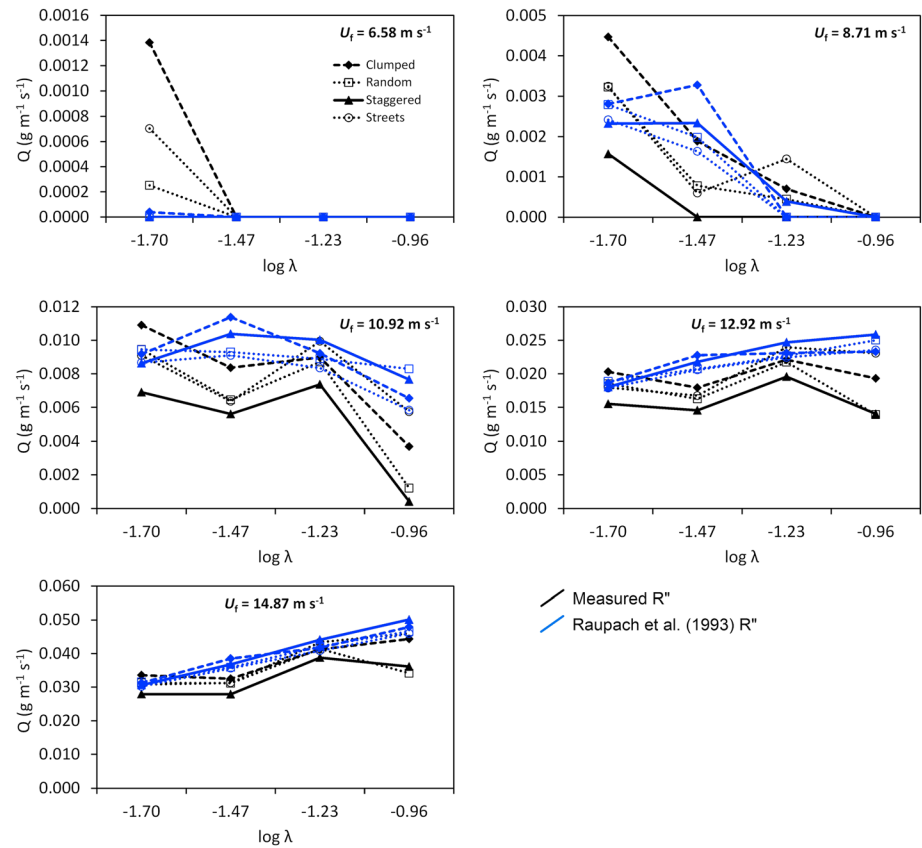 U_f = 6.58 m s⁻¹
Clumped
Random
Staggered
Streets
Q (g m⁻¹ s⁻¹)
0.0016
0.0014
0.0012
0.0010
0.0008
0.0006
0.0004
0.0002
0.0000
-1.70 -1.47 -1.23 -0.96
log λ
U_f = 8.71 m s⁻¹
Q (g m⁻¹ s⁻¹)
0.005
0.004
0.003
0.002
0.001
0.000
-1.70 -1.47 -1.23 -0.96
log λ
U_f = 10.92 m s⁻¹
Q (g m⁻¹ s⁻¹)
0.012
0.010
0.008
0.006
0.004
0.002
0.000
-1.70 -1.47 -1.23 -0.96
log λ
U_f = 12.92 m s⁻¹
Q (g m⁻¹ s⁻¹)
0.030
0.025
0.020
0.015
0.010
0.005
0.000
-1.70 -1.47 -1.23 -0.96
log λ
U_f = 14.87 m s⁻¹
Q (g m⁻¹ s⁻¹)
0.060
0.050
0.040
0.030
0.020
0.010
0.000
-1.70 -1.47 -1.23 -0.96
log λ
Measured R"
Raupach et al. (1993) R"